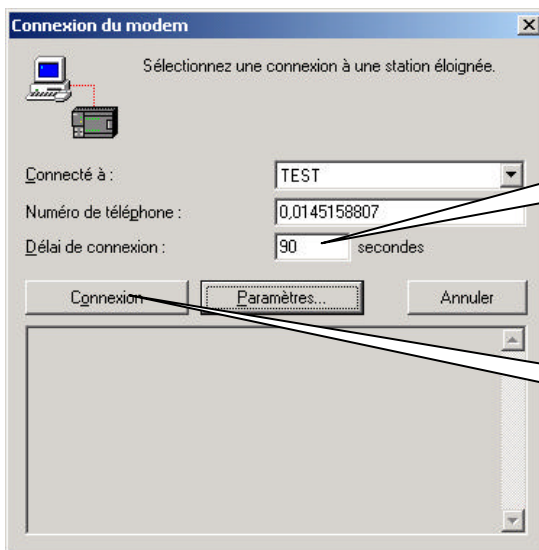 Connexion du modem
Sélectionnez une connexion à une station éloignée.
Connecté à :
TEST
Numéro de téléphone :
0,0145158807
Délai de connexion :
90
secondes
Connexion
Paramètres...
Annuler